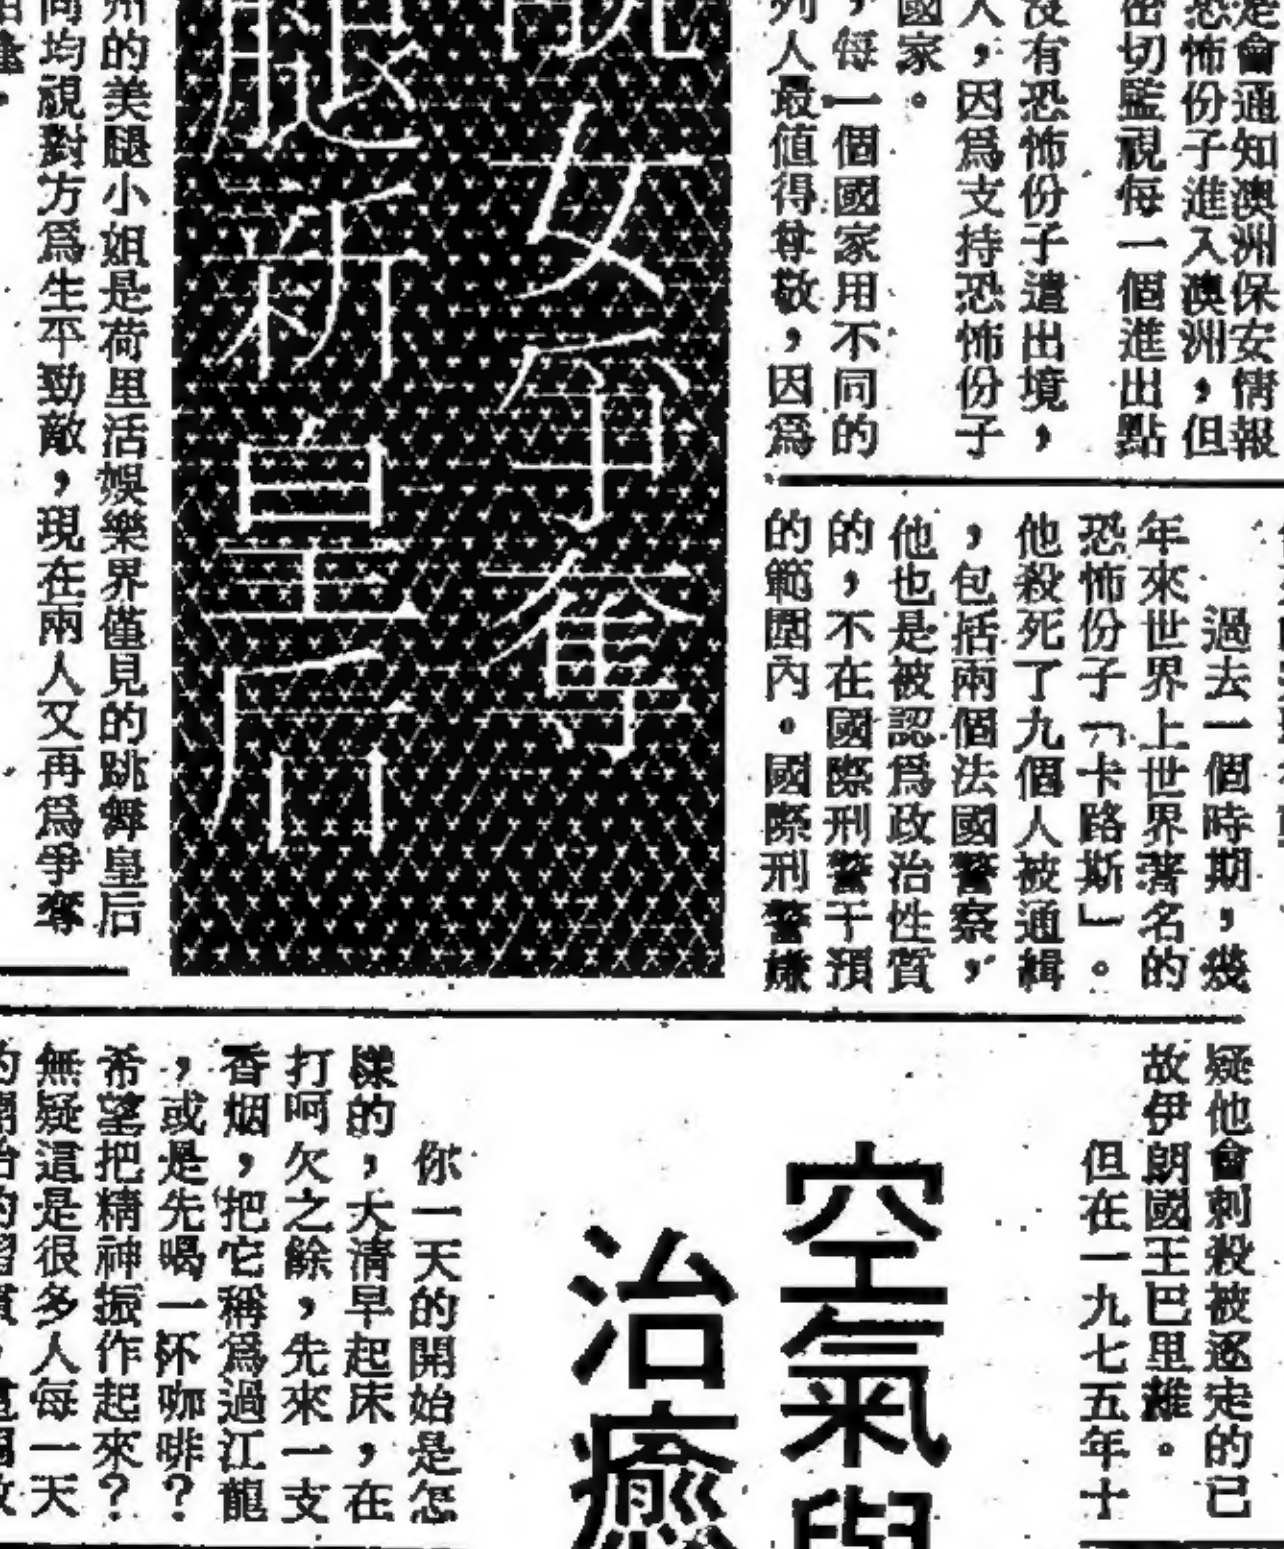 是會通知澳洲保安情報
恐怖份子進入澳洲，但
密切監視每一個進出點
沒有恐怖份子遣出境，
人，因爲支持恐怖份子
國家。
，每一個國家用不同的
列人最值得尊敬，因爲
過去一個時期，幾
年來世界上世界著名的
恐怖份子「卡路斯」。
他殺死了九個人被通緝
，包括兩個法國警察，
他也是被認爲政治性質
的，不在國際刑警干預
的範圍內。國際刑警嫌
疑他會刺殺被逐走的已
故伊朗國王巴里維。
但在一九七五年十
女爭奪
腿新皇后
州的美腿小姐是荷里活娛樂界僅見的跳舞皇后
向均視對方爲生平勁敵，現在兩人又再爲爭奪
空氣與
治癒
你一天的開始是怎
樣的，大清早起床，在
打呵欠之餘，先來一支
香烟，把它稱爲過江龍
，或是先喝一杯咖啡？
希望把精神振作起來？
無疑這是很多人每一天